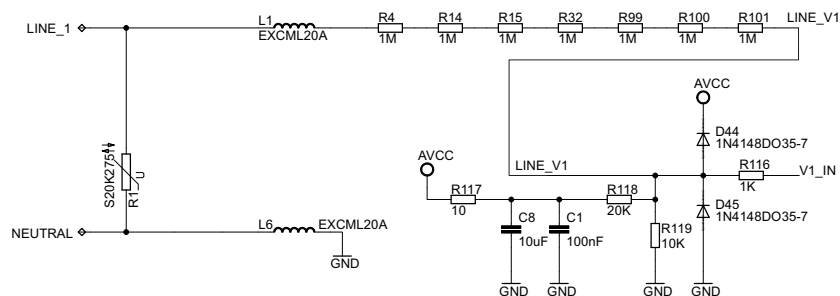 LINE_1
L1
EXCML20A
R4
1M
R14
1M
R15
1M
R32
1M
R99
1M
R100
1M
R101
1M
LINE_V1
S20K275
R1
U
NEUTRAL
L6
EXCML20A
GND
AVCC
D44
1N4148DO35-7
AVCC
LINE_V1
R116
1K
V1_IN
R117
10
R118
20K
D45
1N4148DO35-7
C8
10uF
C1
100nF
R119
10K
GND
GND
GND
GND